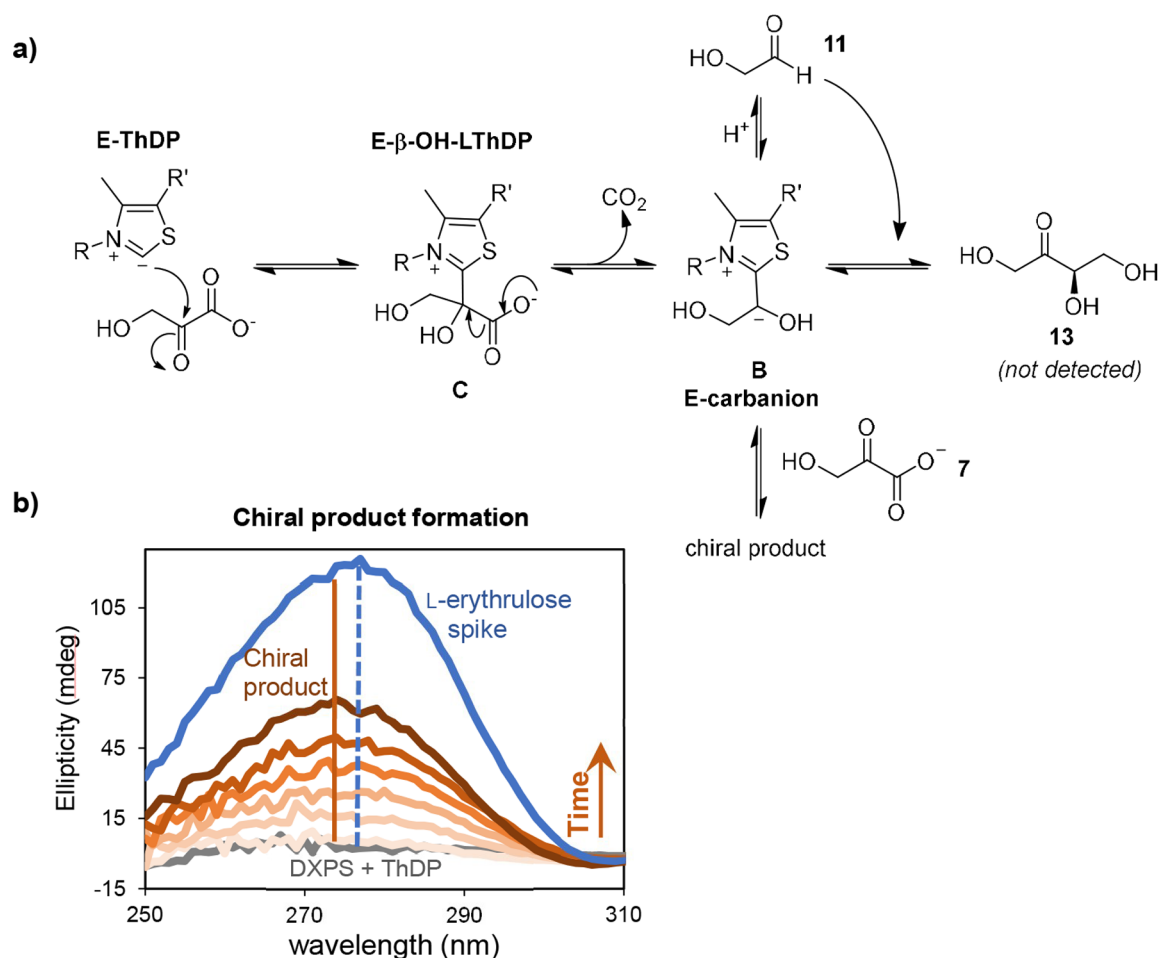 a)
HO
O
H
11
H+
E-ThDP
R'
N
S
R
+
−
O
HO
O-
O
E-β-OH-LThDP
R'
N
S
R
+
HO
O-
HO
O
C
CO2
R'
N
S
R
+
HO
−
OH
B
E-carbanion
O
HO
OH
OH
13
(not detected)
O
HO
O−
O
7
chiral product
b)
Chiral product formation
Ellipticity (mdeg)
105
75
45
15
-15
L-erythrulose
spike
Chiral
product
Time
DXPS + ThDP
250
270
290
310
wavelength (nm)